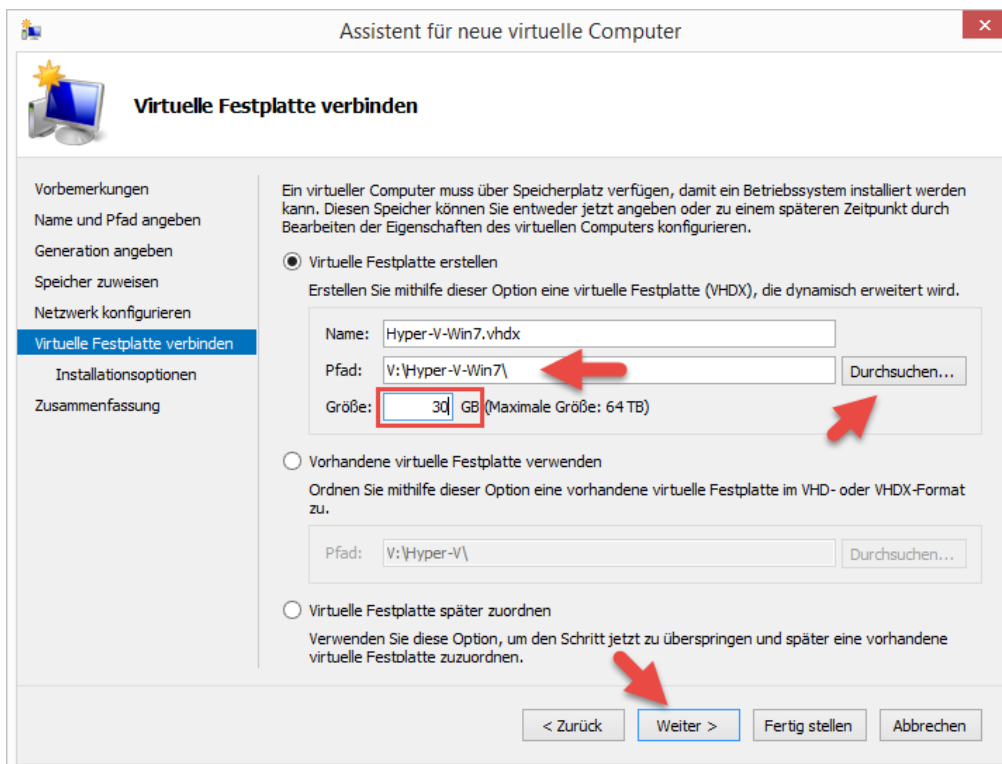 Assistent für neue virtuelle Computer
Virtuelle Festplatte verbinden
Vorbemerkungen
Name und Pfad angeben
Generation angeben
Speicher zuweisen
Netzwerk konfigurieren
Virtuelle Festplatte verbinden
Installationsoptionen
Zusammenfassung
Ein virtueller Computer muss über Speicherplatz verfügen, damit ein Betriebssystem installiert werden
kann. Diesen Speicher können Sie entweder jetzt angeben oder zu einem späteren Zeitpunkt durch
Bearbeiten der Eigenschaften des virtuellen Computers konfigurieren.
Virtuelle Festplatte erstellen
Erstellen Sie mithilfe dieser Option eine virtuelle Festplatte (VHDX), die dynamisch erweitert wird.
Name: Hyper-V-Win7.vhdx
Pfad: V:\Hyper-V-Win7\ Durchsuchen...
Größe: 30 GB (Maximale Größe: 64 TB)
Vorhandene virtuelle Festplatte verwenden
Ordnen Sie mithilfe dieser Option eine vorhandene virtuelle Festplatte im VHD- oder VHDX-Format
zu.
Pfad: V:\Hyper-V\ Durchsuchen...
Virtuelle Festplatte später zuordnen
Verwenden Sie diese Option, um den Schritt jetzt zu überspringen und später eine vorhandene
virtuelle Festplatte zuzuordnen.
< Zurück Weiter > Fertig stellen Abbrechen